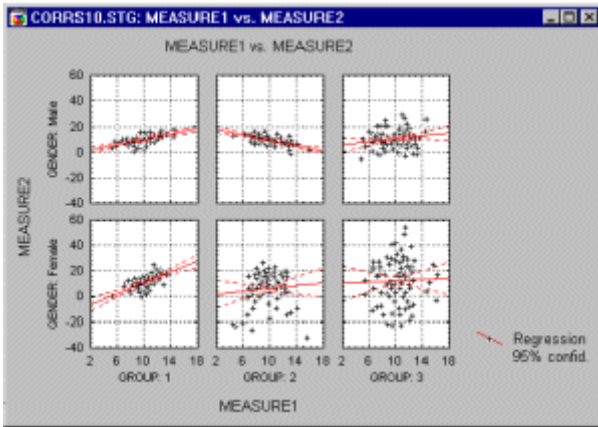 CORRS10.STG: MEASURE1 vs. MEASURE2
MEASURE1 vs. MEASURE2
MEASURE2
GENDER: Male
60
40
20
0
-20
-40
GENDER: Female
60
40
20
0
-20
-40
2 6 10 14 18
2 6 10 14 18
2 6 10 14 18
GROUP: 1
GROUP: 2
GROUP: 3
MEASURE1
Regression
95% confid.